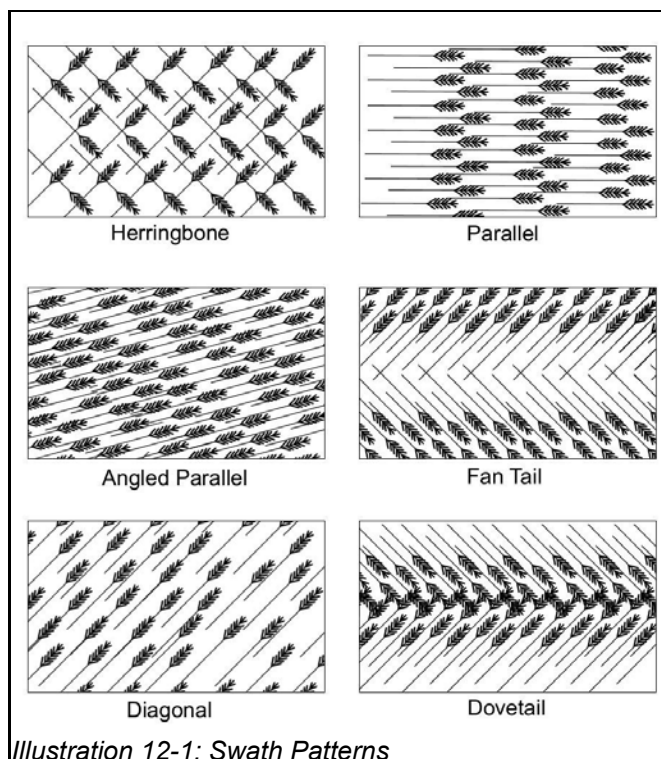 Herringbone
Parallel
Angled Parallel
Fan Tail
Diagonal
Dovetail
Illustration 12-1: Swath Patterns